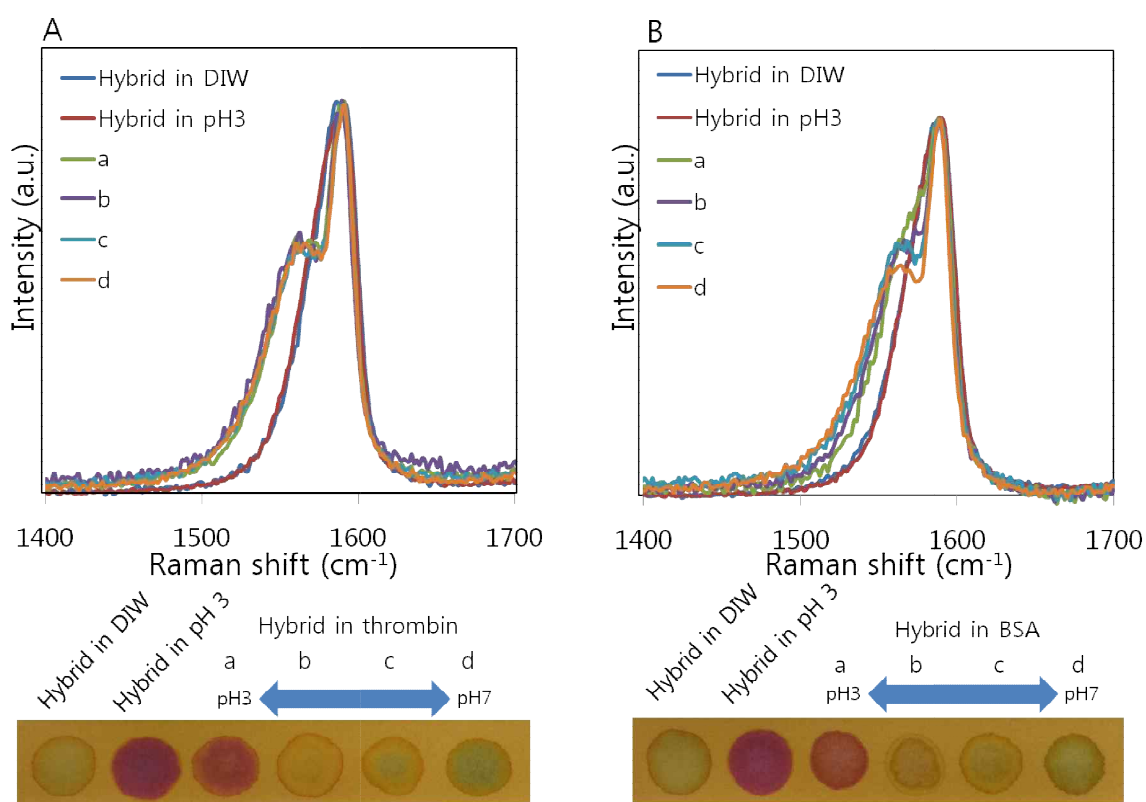 A
Hybrid in DIW
Hybrid in pH3
a
b
c
d
Intensity (a.u.)
1400 1500 1600 1700
Raman shift (cm⁻¹)
Hybrid in DIW
Hybrid in pH 3
Hybrid in thrombin
a b c d
pH3 pH7
B
Hybrid in DIW
Hybrid in pH3
a
b
c
d
Intensity (a.u.)
1400 1500 1600 1700
Raman shift (cm⁻¹)
Hybrid in DIW
Hybrid in pH 3
Hybrid in BSA
a b c d
pH3 pH7